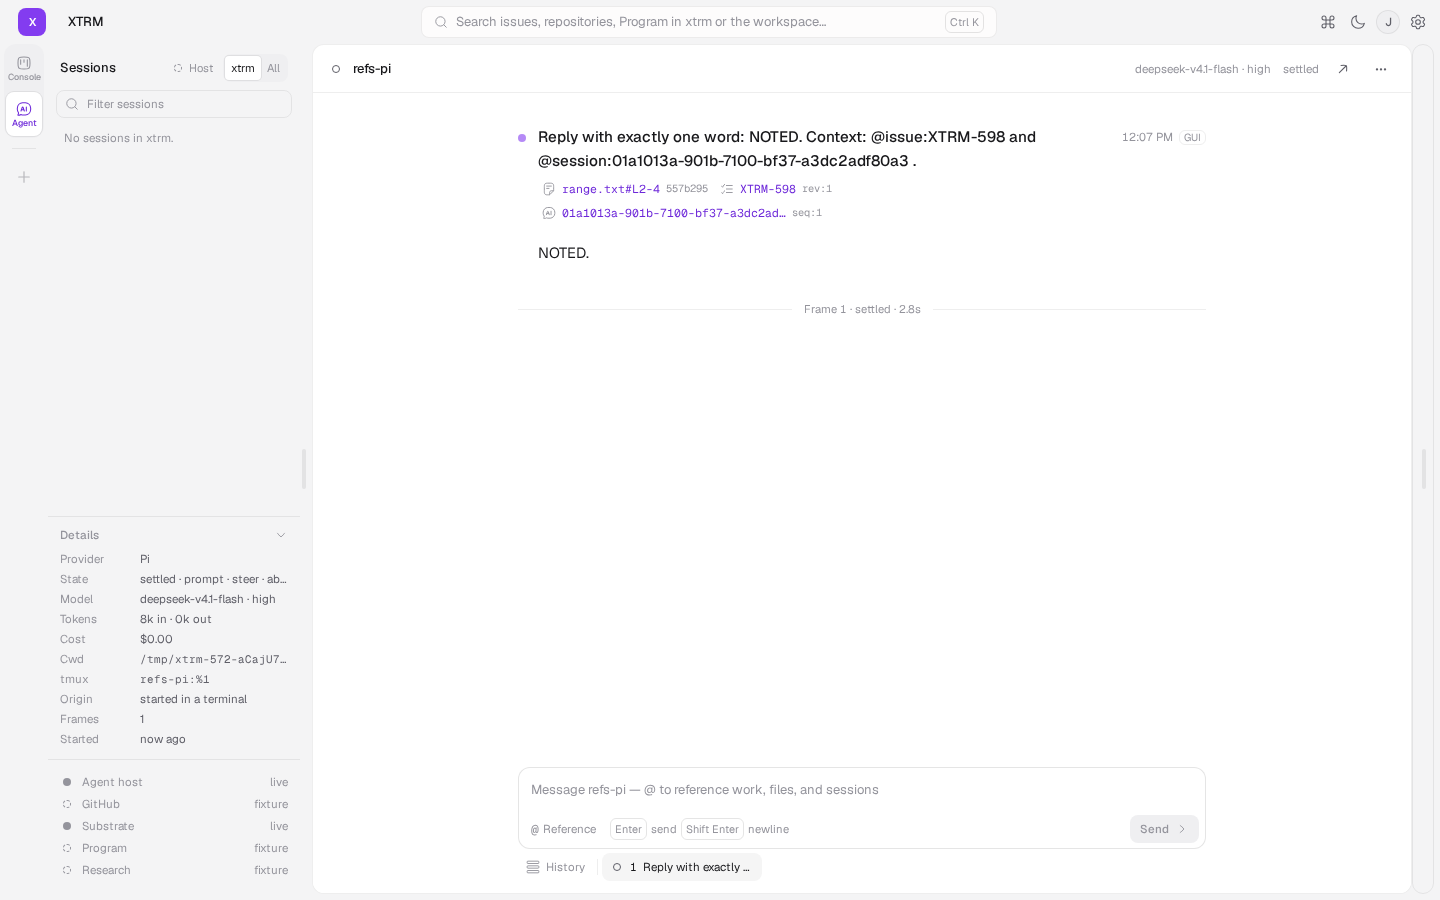 X XTRM
Search issues, repositories, Program in xtrm or the workspace... Ctrl K
J
Console
Agent
Sessions Host xtrm All
Filter sessions
No sessions in xtrm.
refs-pi deepseek-v4.1-flash · high settled
Reply with exactly one word: NOTED. Context: @issue:XTRM-598 and 12:07 PM GUI
@session:01a1013a-901b-7100-bf37-a3dc2adf80a3 .
range.txt#L2-4 557b295 XTRM-598 rev:1
01a1013a-901b-7100-bf37-a3dc2ad… seq:1
NOTED.
Frame 1 · settled · 2.8s
Details
Provider Pi
State settled · prompt · steer · ab…
Model deepseek-v4.1-flash · high
Tokens 8k in · 0k out
Cost $0.00
Cwd /tmp/xtrm-572-aCajU7…
tmux refs-pi:%1
Origin started in a terminal
Frames 1
Started now ago
Agent host live
GitHub fixture
Substrate live
Program fixture
Research fixture
Message refs-pi — @ to reference work, files, and sessions
@ Reference Enter send Shift Enter newline Send
History 1 Reply with exactly …